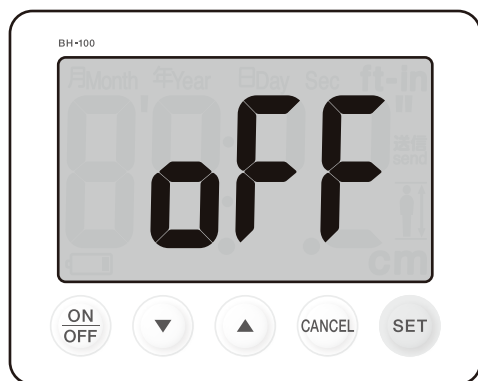 BH-100
月Month 年Year 日Day Sec ft-in
oFF
送信
send
cm
ON
OFF
▼
▲
CANCEL
SET